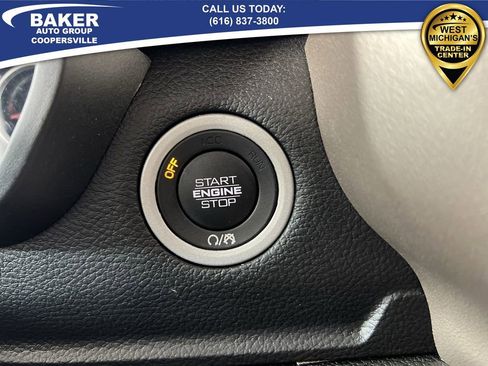 BAKER
AUTO GROUP
COOPERSVILLE
CALL US TODAY:
(616) 837-3800
WEST
MICHIGAN'S
TRADE-IN
CENTER
OFF
START
ENGINE
STOP